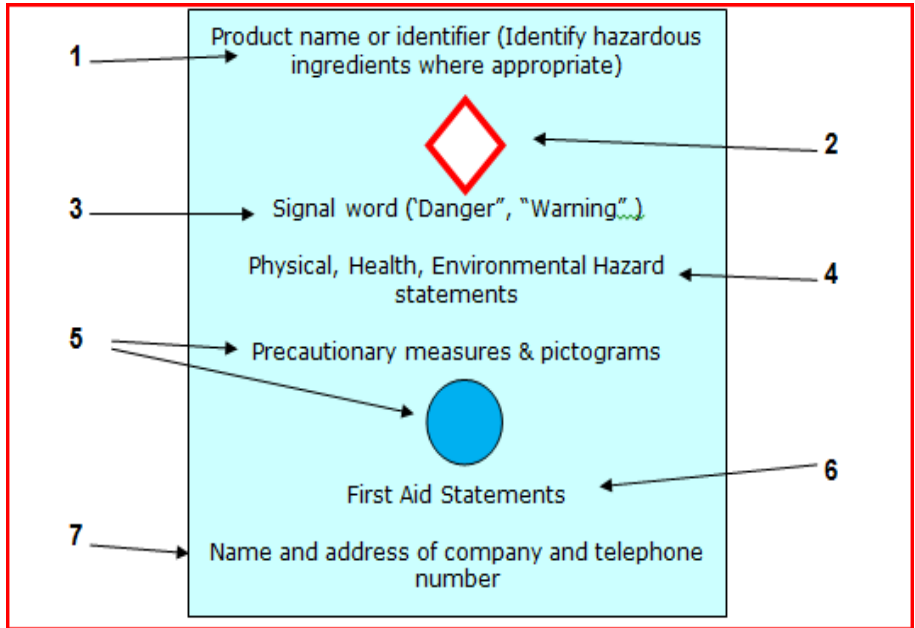 Product name or identifier (Identify hazardous
ingredients where appropriate)
1
2
3
Signal word (‘Danger”, “Warning” )
Physical, Health, Environmental Hazard
statements
4
5
Precautionary measures & pictograms
6
First Aid Statements
7
Name and address of company and telephone
number